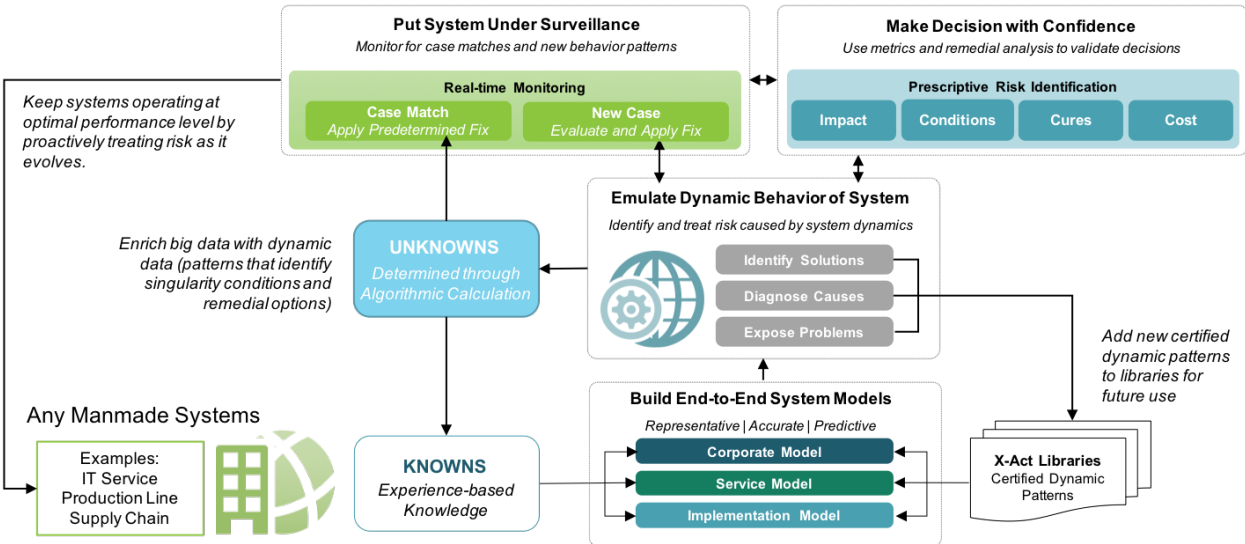 Put System Under Surveillance
Monitor for case matches and new behavior patterns
Real-time Monitoring
Case Match
Apply Predetermined Fix
New Case
Evaluate and Apply Fix
Make Decision with Confidence
Use metrics and remedial analysis to validate decisions
Prescriptive Risk Identification
Impact
Conditions
Cures
Cost
Keep systems operating at
optimal performance level by
proactively treating risk as it
evolves.
Emulate Dynamic Behavior of System
Identify and treat risk caused by system dynamics
Identify Solutions
Diagnose Causes
Expose Problems
UNKNOWNS
Determined through
Algorithmic Calculation
Enrich big data with dynamic
data (patterns that identify
singularity conditions and
remedial options)
Add new certified
dynamic patterns
to libraries for
future use
Any Manmade Systems
Examples:
IT Service
Production Line
Supply Chain
KNOWNS
Experience-based
Knowledge
Build End-to-End System Models
Representative | Accurate | Predictive
Corporate Model
Service Model
Implementation Model
X-Act Libraries
Certified Dynamic
Patterns